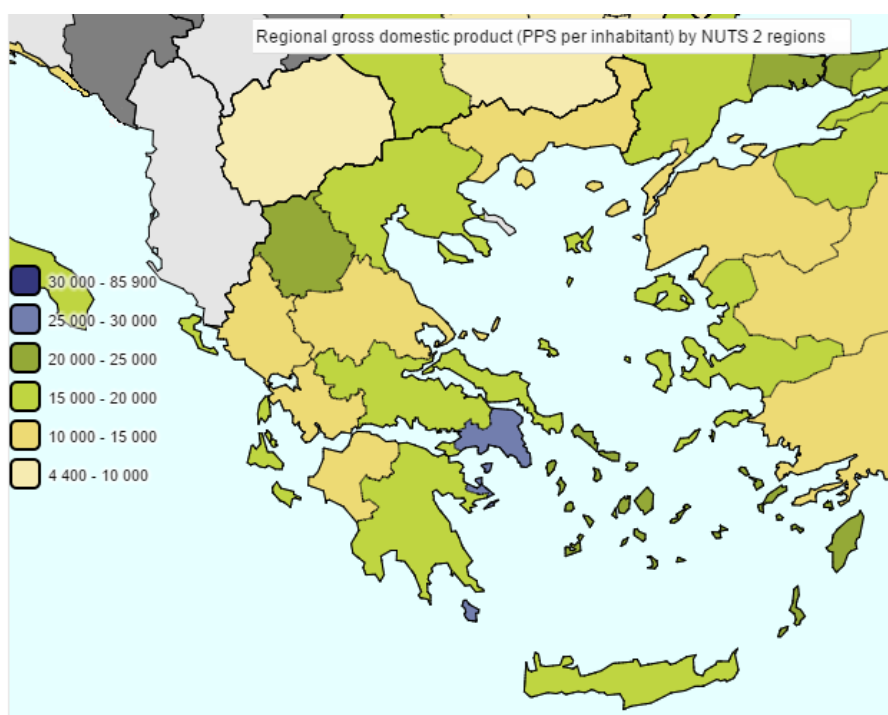 Regional gross domestic product (PPS per inhabitant) by NUTS 2 regions
30 000 - 85 900
25 000 - 30 000
20 000 - 25 000
15 000 - 20 000
10 000 - 15 000
4 400 - 10 000